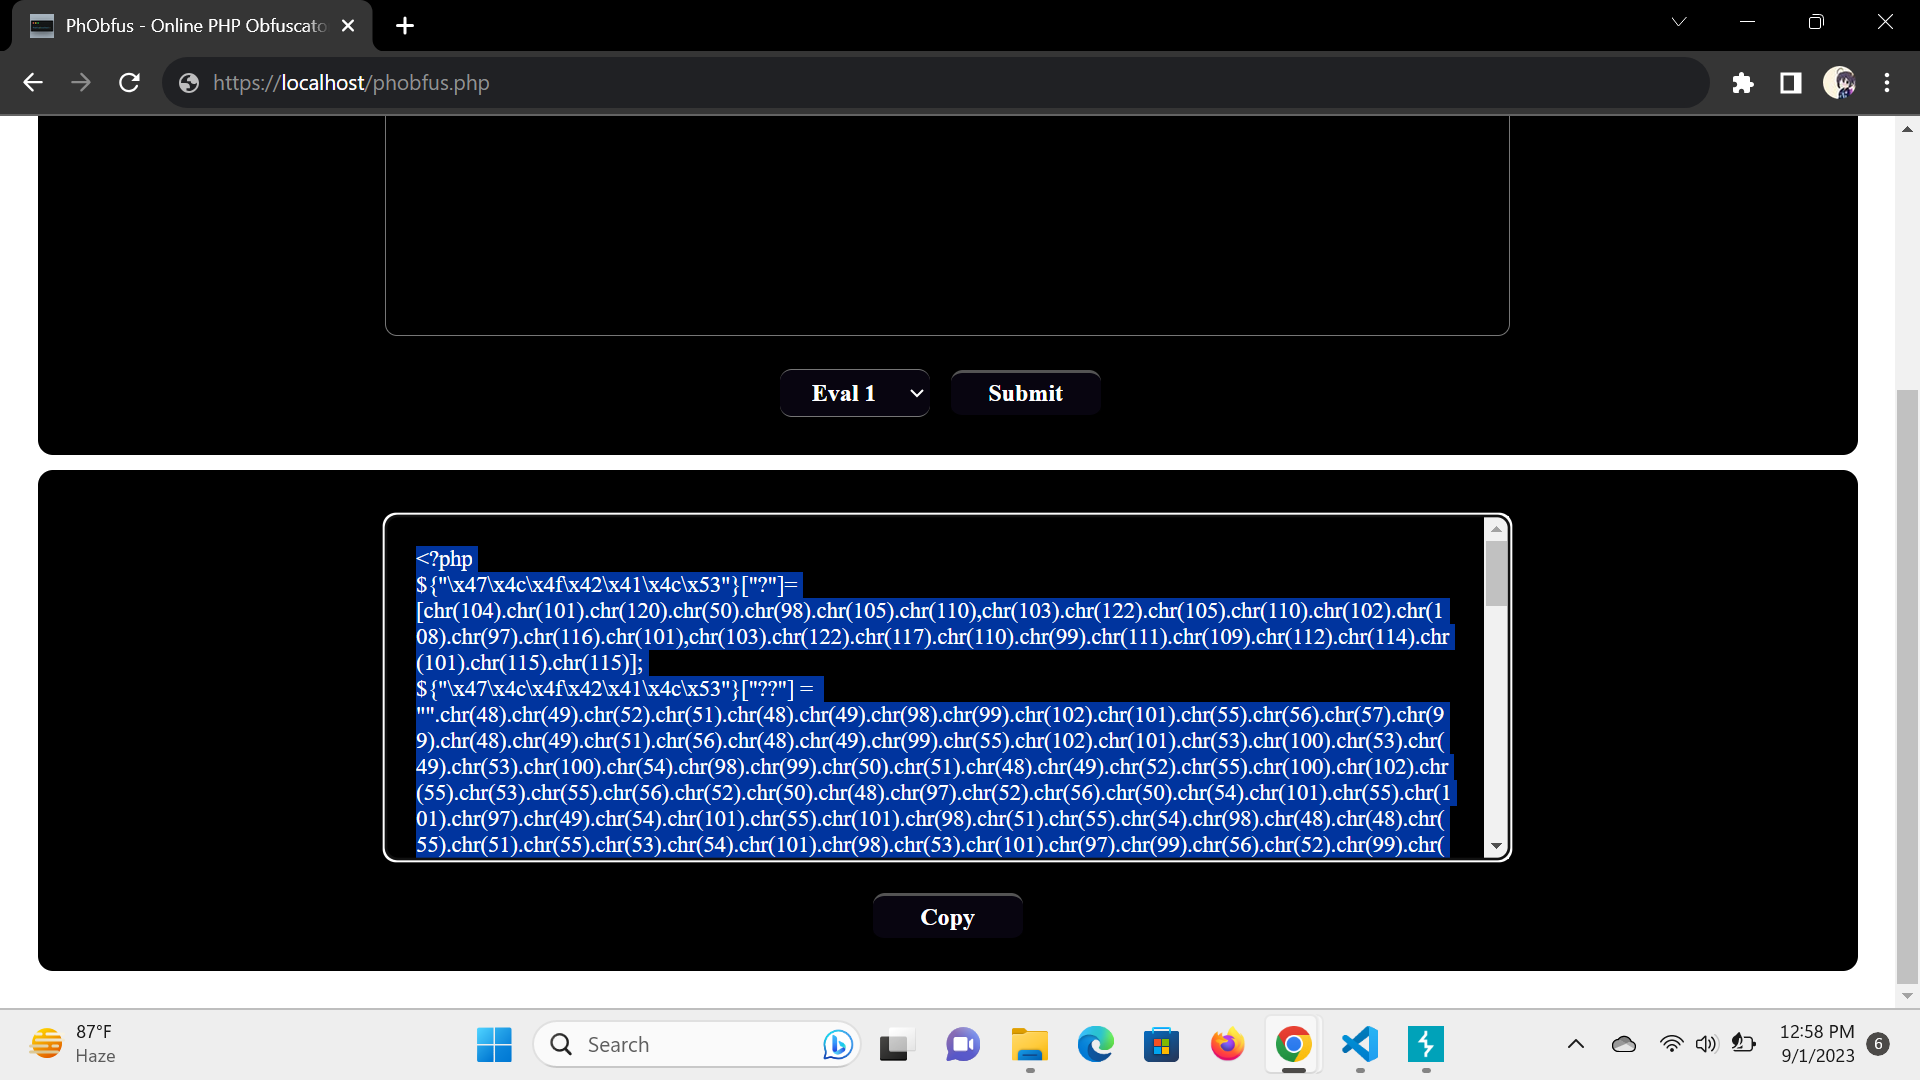 PhObfus - Online PHP Obfuscato
https://localhost/phobfus.php
Eval 1
Submit
<?php
${"\x47\x4c\x4f\x42\x41\x4c\x53"}["?"]=
[chr(104).chr(101).chr(120).chr(50).chr(98).chr(105).chr(110),chr(103).chr(122).chr(105).chr(110).chr(102).chr(1
08).chr(97).chr(116).chr(101),chr(103).chr(122).chr(117).chr(110).chr(99).chr(111).chr(109).chr(112).chr(114).chr
(101).chr(115).chr(115)];
${"\x47\x4c\x4f\x42\x41\x4c\x53"}["??"] =
"".chr(48).chr(49).chr(52).chr(51).chr(48).chr(49).chr(98).chr(99).chr(102).chr(101).chr(55).chr(56).chr(57).chr(9
9).chr(48).chr(49).chr(51).chr(56).chr(48).chr(49).chr(99).chr(55).chr(102).chr(101).chr(53).chr(100).chr(53).chr(
49).chr(53).chr(100).chr(54).chr(98).chr(99).chr(50).chr(51).chr(48).chr(49).chr(52).chr(55).chr(100).chr(102).chr
(55).chr(53).chr(55).chr(56).chr(52).chr(50).chr(48).chr(97).chr(52).chr(56).chr(50).chr(54).chr(101).chr(55).chr(1
01).chr(97).chr(49).chr(54).chr(101).chr(55).chr(101).chr(98).chr(51).chr(55).chr(54).chr(98).chr(48).chr(48).chr(
55).chr(51).chr(55).chr(53).chr(54).chr(101).chr(98).chr(53).chr(101).chr(97).chr(99).chr(56).chr(52).chr(99).chr(
Copy
87°F
Haze
Search
12:58 PM
9/1/2023
6